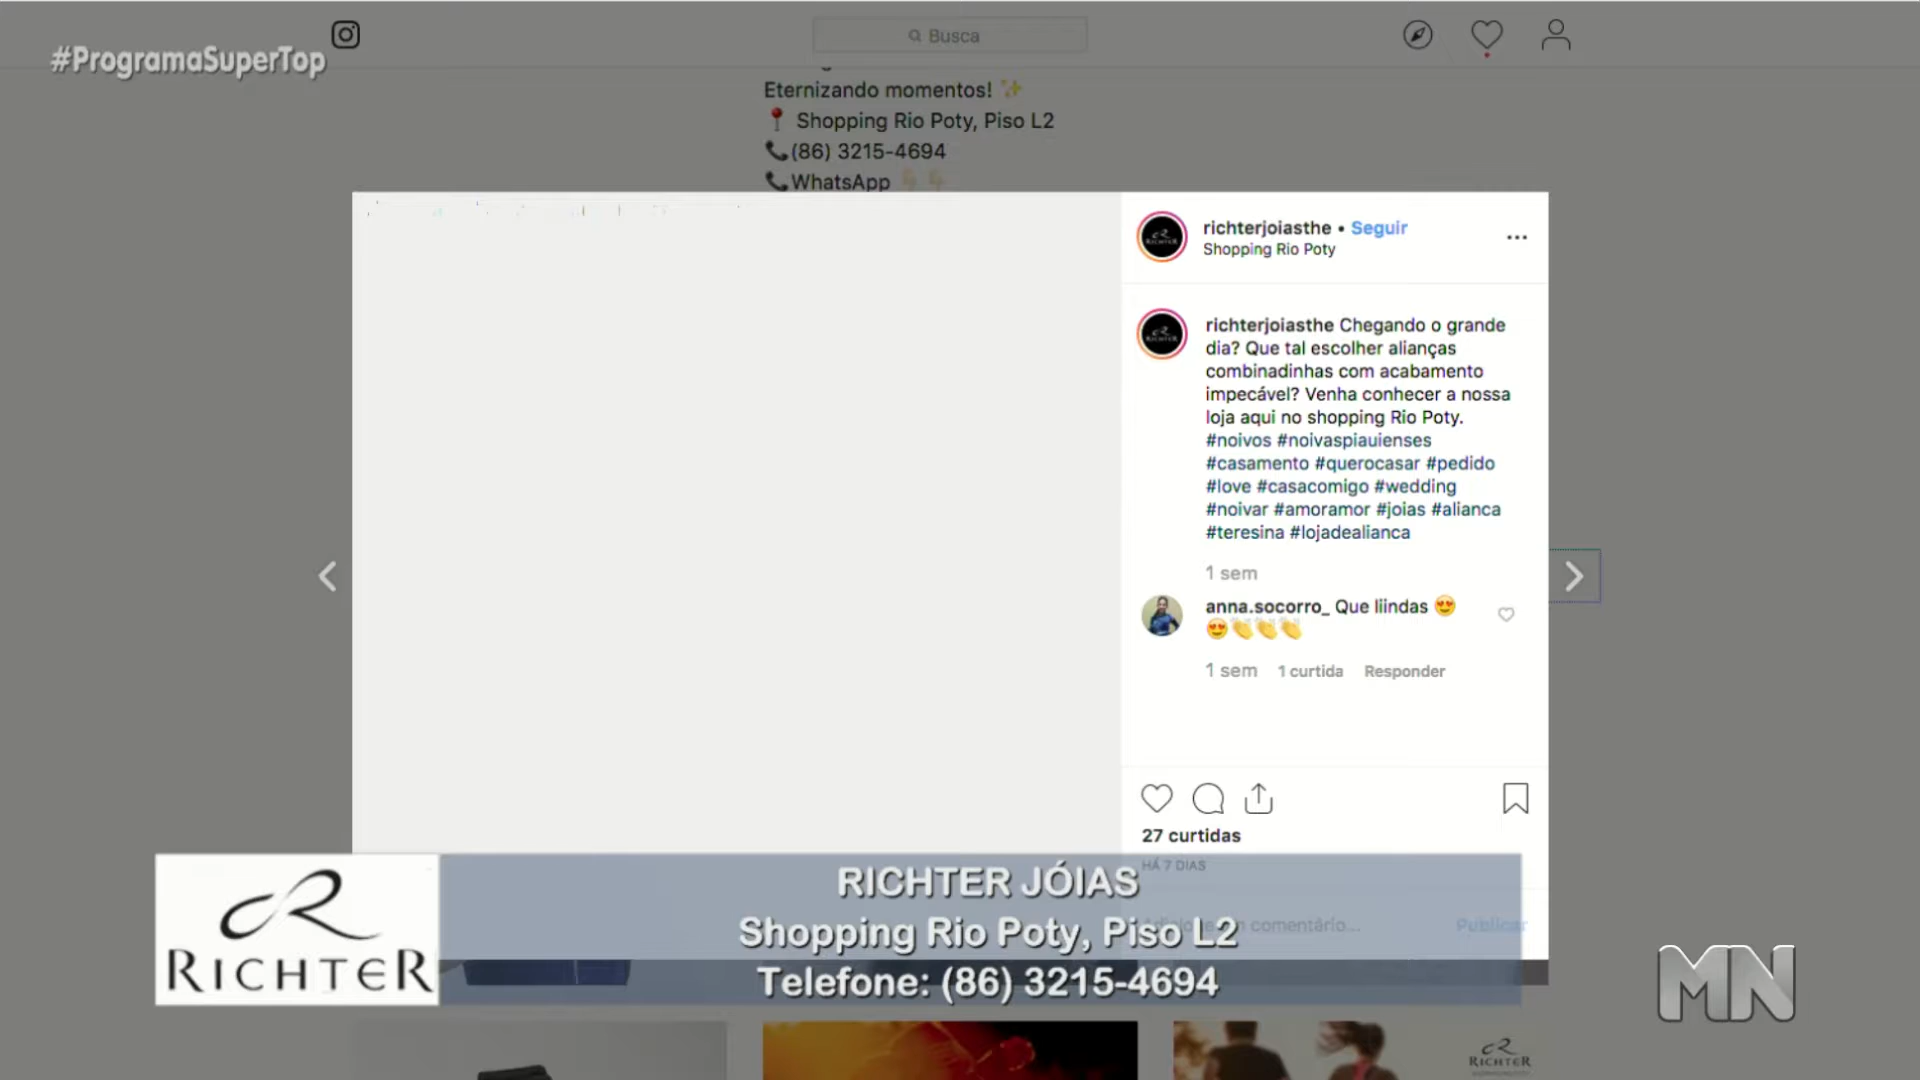 #ProgramaSuperTop
Busca
Eternizando momentos! ✨
📍 Shopping Rio Poty, Piso L2
📞(86) 3215-4694
📞WhatsApp 👇👇
richterjoiasthe • Seguir
Shopping Rio Poty
richterjoiasthe Chegando o grande
dia? Que tal escolher alianças
combinadinhas com acabamento
impecável? Venha conhecer a nossa
loja aqui no shopping Rio Poty.
#noivos #noivaspiauienses
#casamento #querocasar #pedido
#love #casacomigo #wedding
#noivar #amoramor #joias #alianca
#teresina #lojadealianca
1 sem
anna.socorro_ Que liindas 😍
😍👏👏👏
1 sem 1 curtida Responder
27 curtidas
HÁ 7 DIAS
Adicione um comentário... Publicar
RICHTER
RICHTER JÓIAS
Shopping Rio Poty, Piso L2
Telefone: (86) 3215-4694
MN
RICHTER